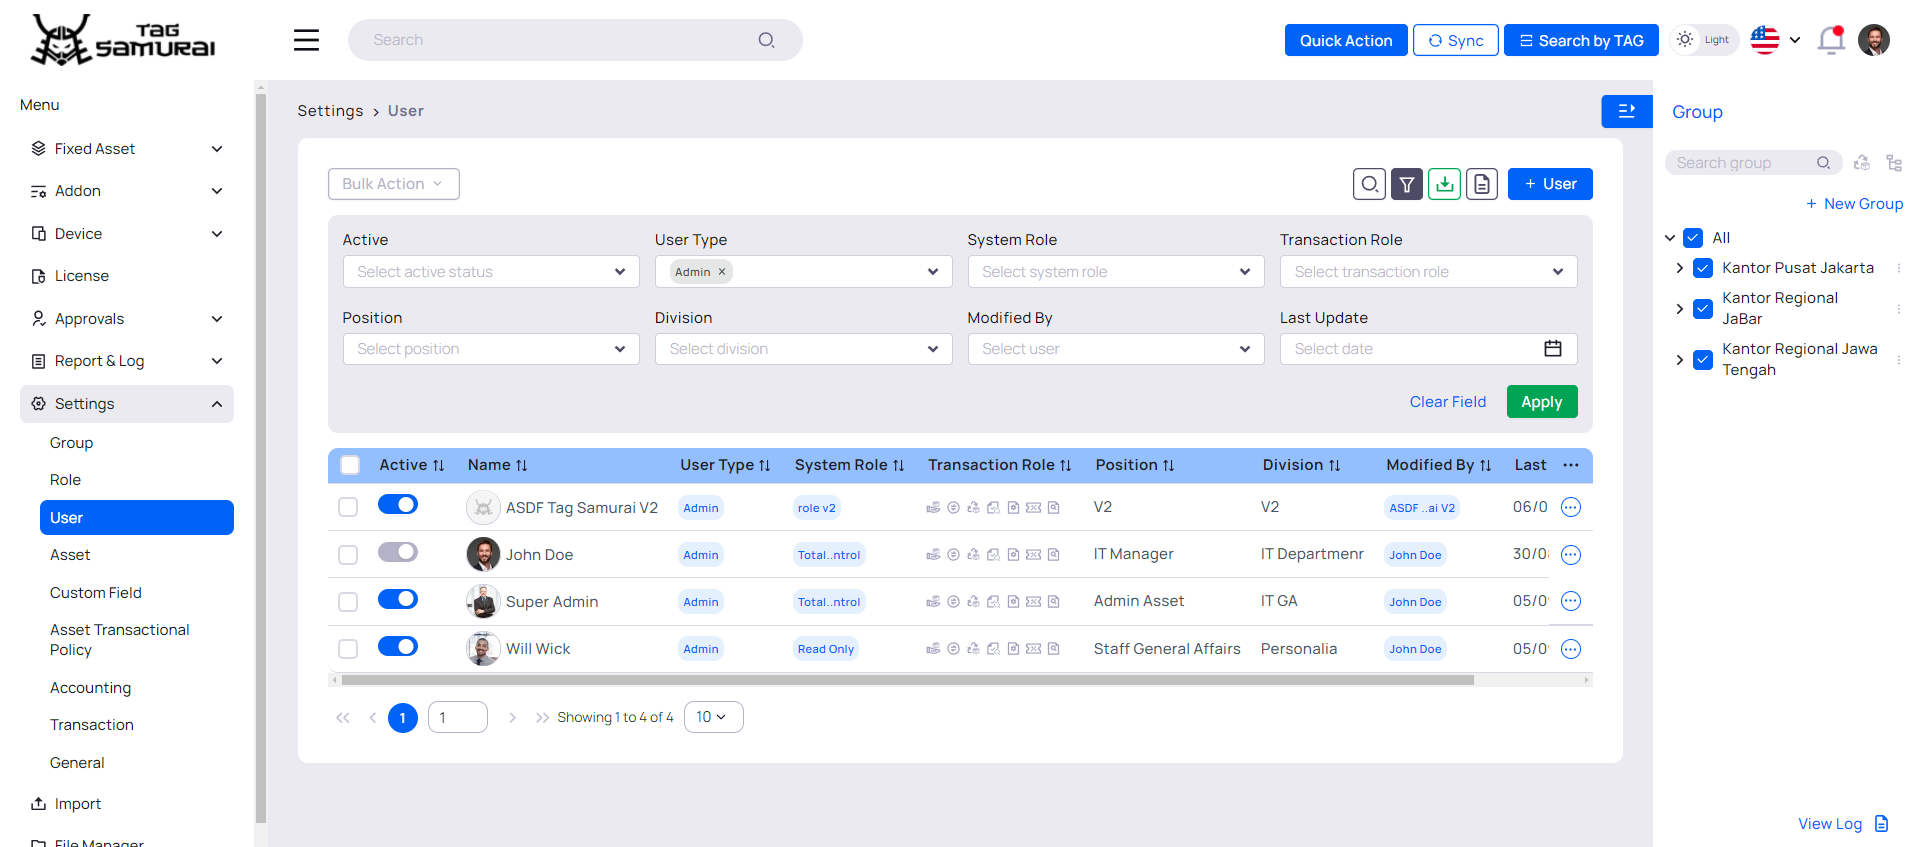 TAG
SAMURAI
Search
Quick Action
Sync
Search by TAG
Light
Menu
Fixed Asset
Addon
Device
License
Approvals
Report & Log
Settings
Group
Role
User
Asset
Custom Field
Asset Transactional
Policy
Accounting
Transaction
General
Import
File Manager
Settings > User
Bulk Action
+ User
Active
User Type
System Role
Transaction Role
Select active status
Admin ×
Select system role
Select transaction role
Position
Division
Modified By
Last Update
Select position
Select division
Select user
Select date
Clear Field
Apply
Active Name User Type System Role Transaction Role Position Division Modified By Last ...
ASDF Tag Samurai V2 Admin role v2 V2 V2 ASDF ..ai V2 06/0
John Doe Admin Total..ntrol IT Manager IT Departmenr John Doe 30/0
Super Admin Admin Total..ntrol Admin Asset IT GA John Doe 05/0
Will Wick Admin Read Only Staff General Affairs Personalia John Doe 05/0
1 1 Showing 1 to 4 of 4 10
Group
Search group
+ New Group
All
Kantor Pusat Jakarta
Kantor Regional
JaBar
Kantor Regional Jawa
Tengah
View Log